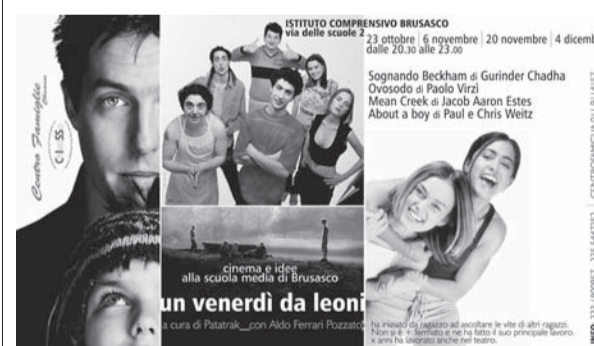 Centro Famiglie
C·I·SS
ISTITUTO COMPRENSIVO BRUSASCO
via delle scuole 2
23 ottobre | 6 novembre | 20 novembre | 4 dicemb
dalle 20.30 alle 23.00
Sognando Beckham di Gurinder Chadha
Ovosodo di Paolo Virzì
Mean Creek di Jacob Aaron Estes
About a boy di Paul e Chris Weitz
cinema e idee
alla scuola media di Brusasco
un venerdì da leoni
a cura di Patatrak__con Aldo Ferrari Pozzato
ha iniziato da ragazzo ad ascoltare le vite di altri ragazzi.
Non si è + fermato e ne ha fatto il suo principale lavoro.
x anni ha lavorato anche nel teatro.
INFO: